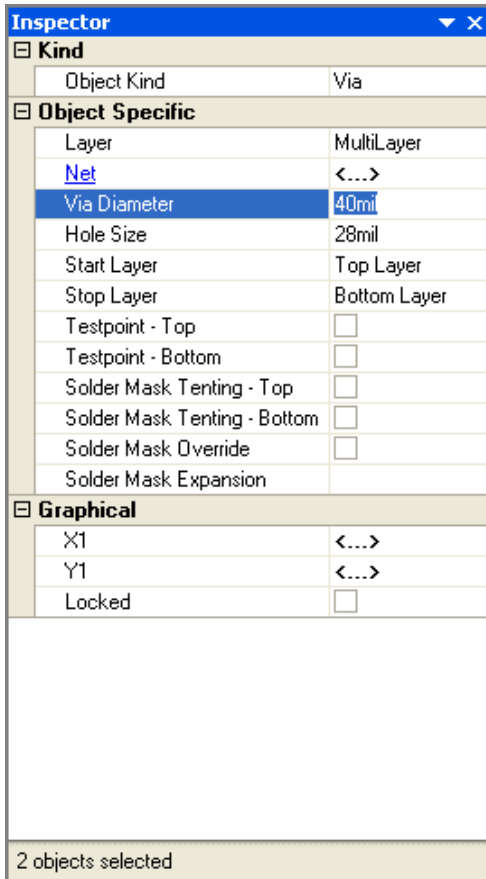 Inspector
Kind
Object Kind Via
Object Specific
Layer MultiLayer
Net <...>
Via Diameter 40mil
Hole Size 28mil
Start Layer Top Layer
Stop Layer Bottom Layer
Testpoint - Top
Testpoint - Bottom
Solder Mask Tenting - Top
Solder Mask Tenting - Bottom
Solder Mask Override
Solder Mask Expansion
Graphical
X1 <...>
Y1 <...>
Locked
2 objects selected